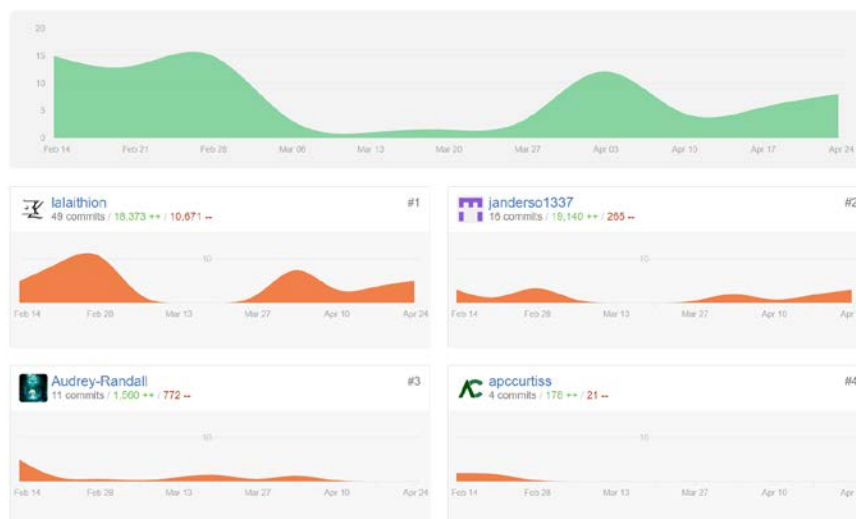 20
15
10
5
0
Feb 14 Feb 21 Feb 28 Mar 06 Mar 13 Mar 20 Mar 27 Apr 03 Apr 10 Apr 17 Apr 24
lalaithion #1
49 commits / 18,373 ++ / 10,671 --
10
Feb 14 Feb 28 Mar 13 Mar 27 Apr 10 Apr 24
janderso1337 #2
16 commits / 19,140 ++ / 265 --
10
Feb 14 Feb 28 Mar 13 Mar 27 Apr 10 Apr
Audrey-Randall #3
11 commits / 1,560 ++ / 772 --
10
Feb 14 Feb 28 Mar 13 Mar 27 Apr 10 Apr 24
AC apccurtiss #4
4 commits / 178 ++ / 21 --
10
Feb 14 Feb 28 Mar 13 Mar 27 Apr 10 Apr